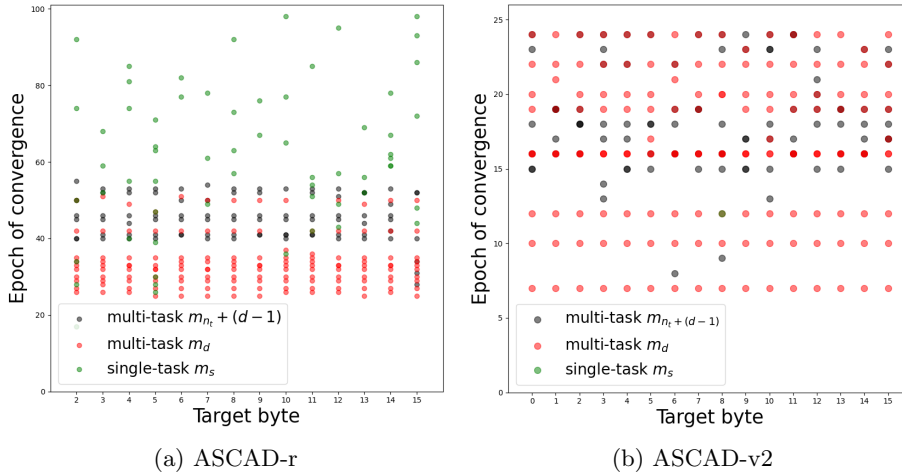 Epoch of convergence
100
80
60
40
20
0
multi-task $m_{n_t} + (d-1)$
multi-task $m_d$
single-task $m_s$
2 3 4 5 6 7 8 9 10 11 12 13 14 15
Target byte
(a) ASCAD-r
Epoch of convergence
25
20
15
10
5
0
multi-task $m_{n_t+(d-1)}$
multi-task $m_d$
single-task $m_s$
0 1 2 3 4 5 6 7 8 9 10 11 12 13 14 15
Target byte
(b) ASCAD-v2